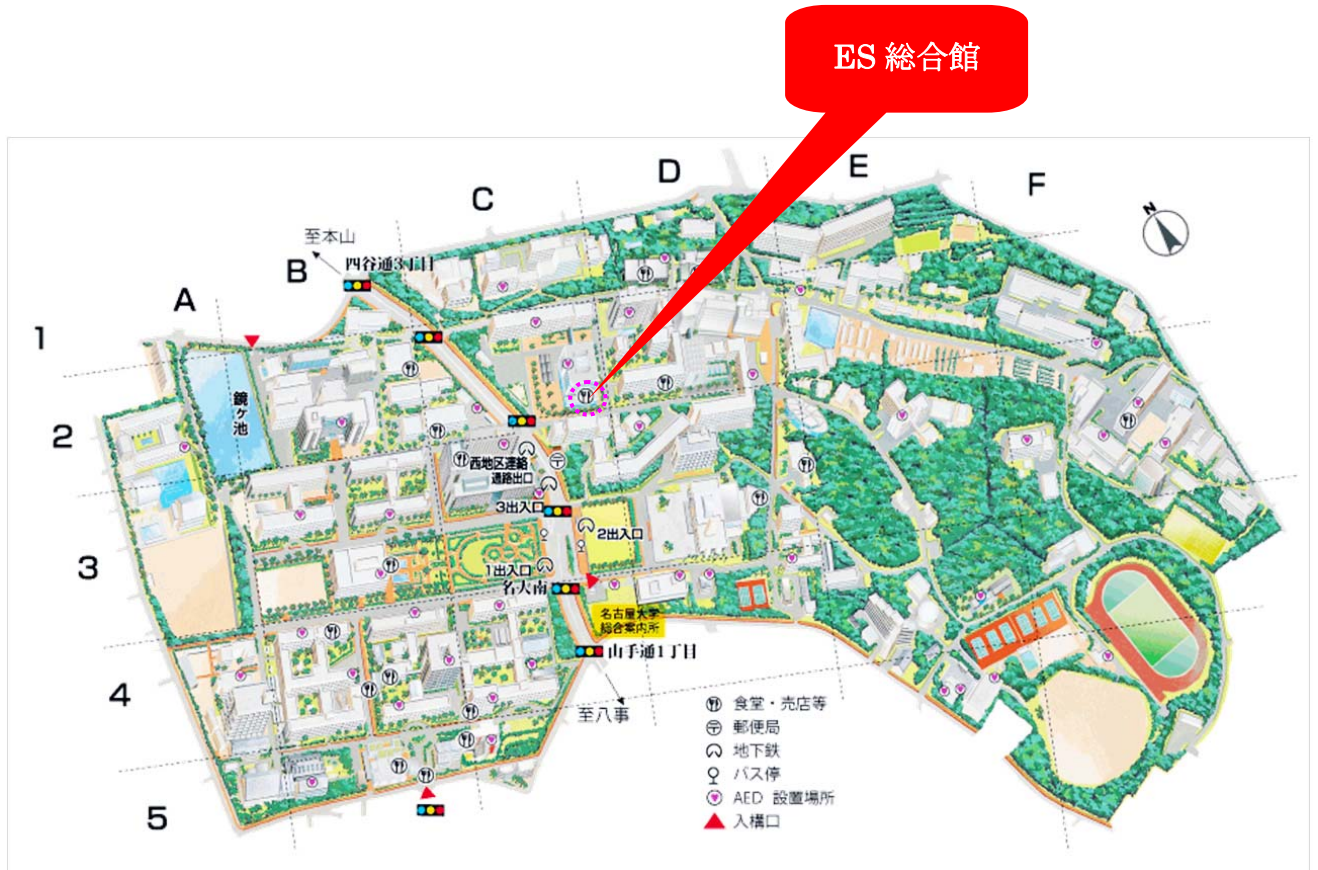 ES 総合館
A
B
C
D
E
F
N
1
2
3
4
5
至本山
四谷通3丁目
鏡ヶ池
西地区連絡
通路出口
3出入口
2出入口
1出入口
名大南
名古屋大学
総合案内所
山手通1丁目
至八事
食堂・売店等
郵便局
地下鉄
バス停
AED 設置場所
入構口